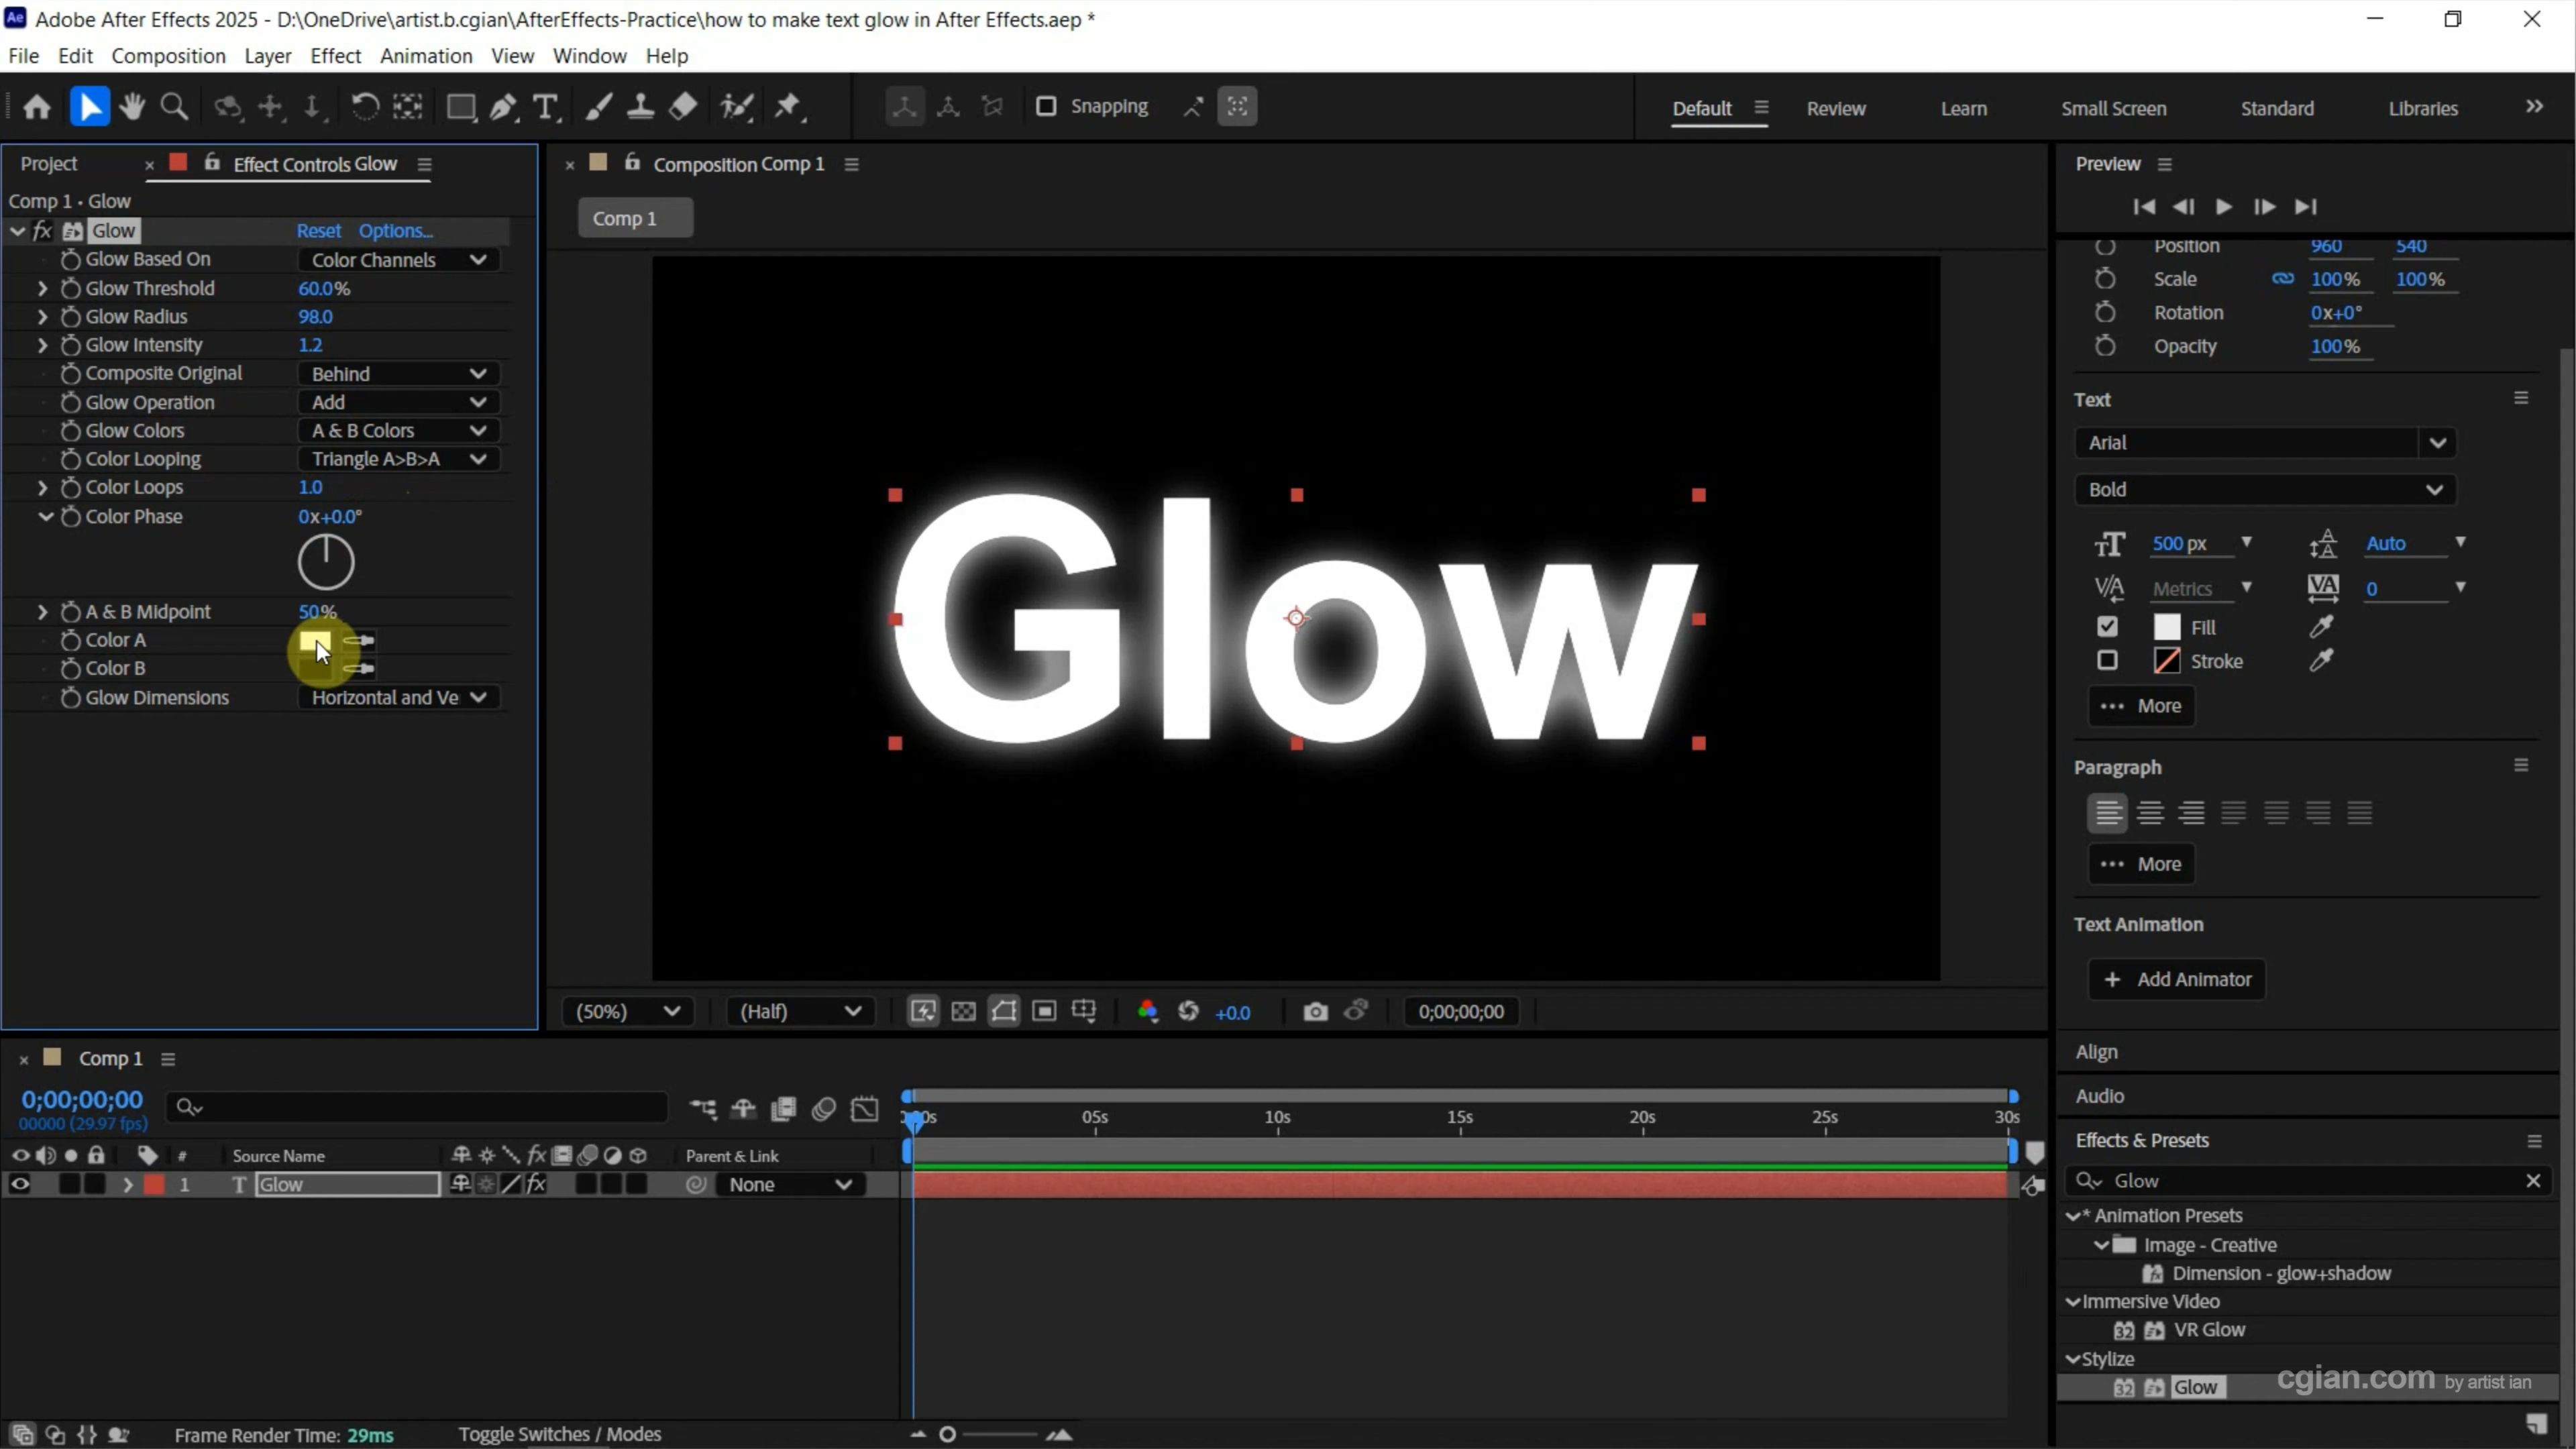 Ae Adobe After Effects 2025 - D:\OneDrive\artist.b.cgian\AfterEffects-Practice\how to make text glow in After Effects.aep *
File Edit Composition Layer Effect Animation View Window Help
Snapping
Default Review Learn Small Screen Standard Libraries
Project Effect Controls Glow
Comp 1 • Glow
fx Glow Reset Options...
Glow Based On Color Channels
Glow Threshold 60.0%
Glow Radius 98.0
Glow Intensity 1.2
Composite Original Behind
Glow Operation Add
Glow Colors A & B Colors
Color Looping Triangle A>B>A
Color Loops 1.0
Color Phase 0x+0.0°
A & B Midpoint 50%
Color A
Color B
Glow Dimensions Horizontal and Ve
Composition Comp 1
Comp 1
Glow
(50%) (Half) +0.0 0;00;00;00
Preview
Position 960 540
Scale 100% 100%
Rotation 0x+0°
Opacity 100%
Text
Arial
Bold
500 px Auto
Metrics 0
Fill
Stroke
More
Paragraph
More
Text Animation
+ Add Animator
Align
Audio
Effects & Presets
Glow
* Animation Presets
Image - Creative
Dimension - glow+shadow
Immersive Video
32 VR Glow
Stylize
32 Glow
cgian.com by artist ian
Comp 1
0;00;00;00
00000 (29.97 fps)
05s 10s 15s 20s 25s 30s
# Source Name fx Parent & Link
1 T Glow fx None
Frame Render Time: 29ms Toggle Switches / Modes